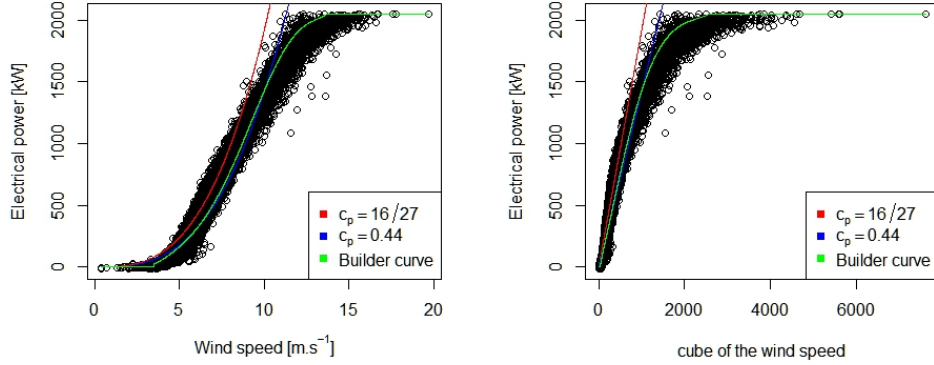 Electrical power [kW]
2000
1500
1000
500
0
c_p = 16/27
c_p = 0.44
Builder curve
0 5 10 15 20
Wind speed [m.s⁻¹]
Electrical power [kW]
2000
1500
1000
500
0
c_p = 16/27
c_p = 0.44
Builder curve
0 2000 4000 6000
cube of the wind speed